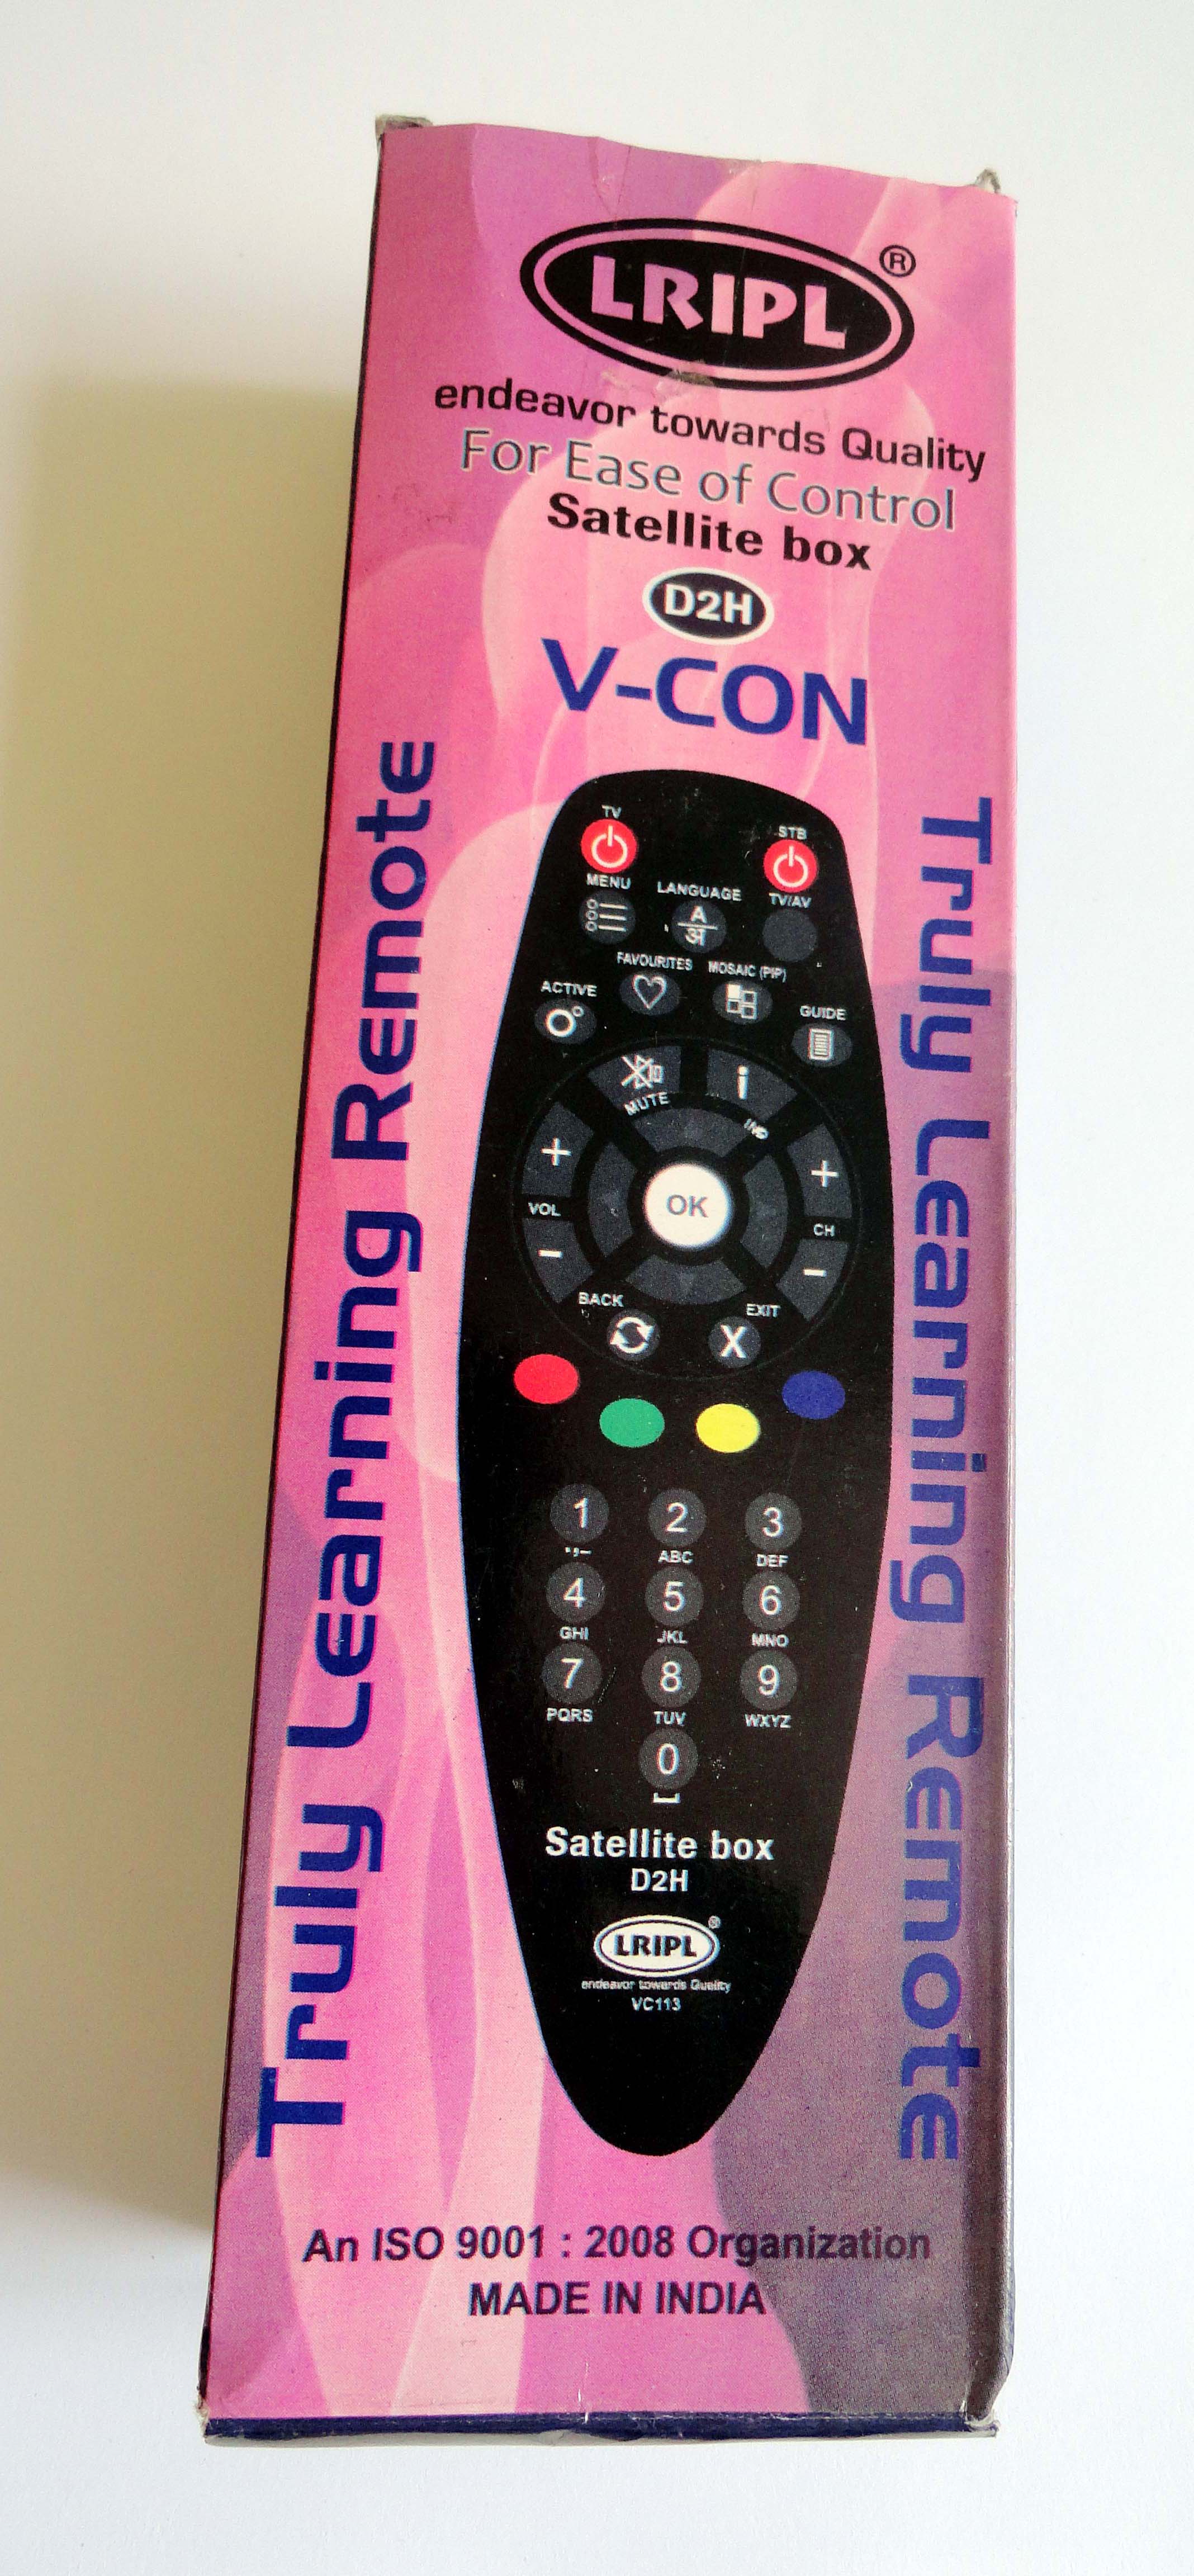 LRIPL ®
endeavor towards Quality
For Ease of Control
Satellite box
D2H
V-CON
Truly Learning Remote
Truly Learning Remote
TV
STB
MENU
LANGUAGE
TV/AV
A
अ
FAVOURITES
MOSAIC (PIP)
ACTIVE
GUIDE
i
MUTE
+
+
OK
VOL
CH
-
-
BACK
EXIT
X
1 2 3
.,- ABC DEF
4 5 6
GHI JKL MNO
7 8 9
PQRS TUV WXYZ
0
Satellite box
D2H
LRIPL ®
endeavor towards Quality
VC113
An ISO 9001 : 2008 Organization
MADE IN INDIA